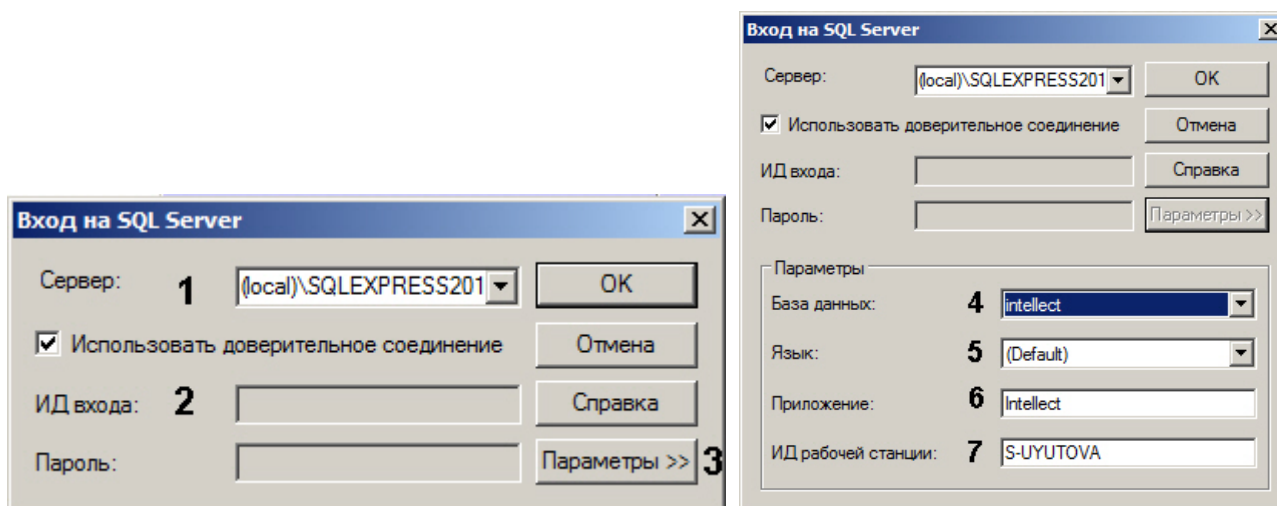 Вход на SQL Server
Сервер: 1 (local)\SQLEXPRESS201 OK
Использовать доверительное соединение Отмена
ИД входа: 2 Справка
Пароль: Параметры >> 3
Вход на SQL Server
Сервер: (local)\SQLEXPRESS201 OK
Использовать доверительное соединение Отмена
ИД входа: Справка
Пароль: Параметры >>
Параметры
База данных: 4 intellect
Язык: 5 (Default)
Приложение: 6 Intellect
ИД рабочей станции: 7 S-UYUTOVA